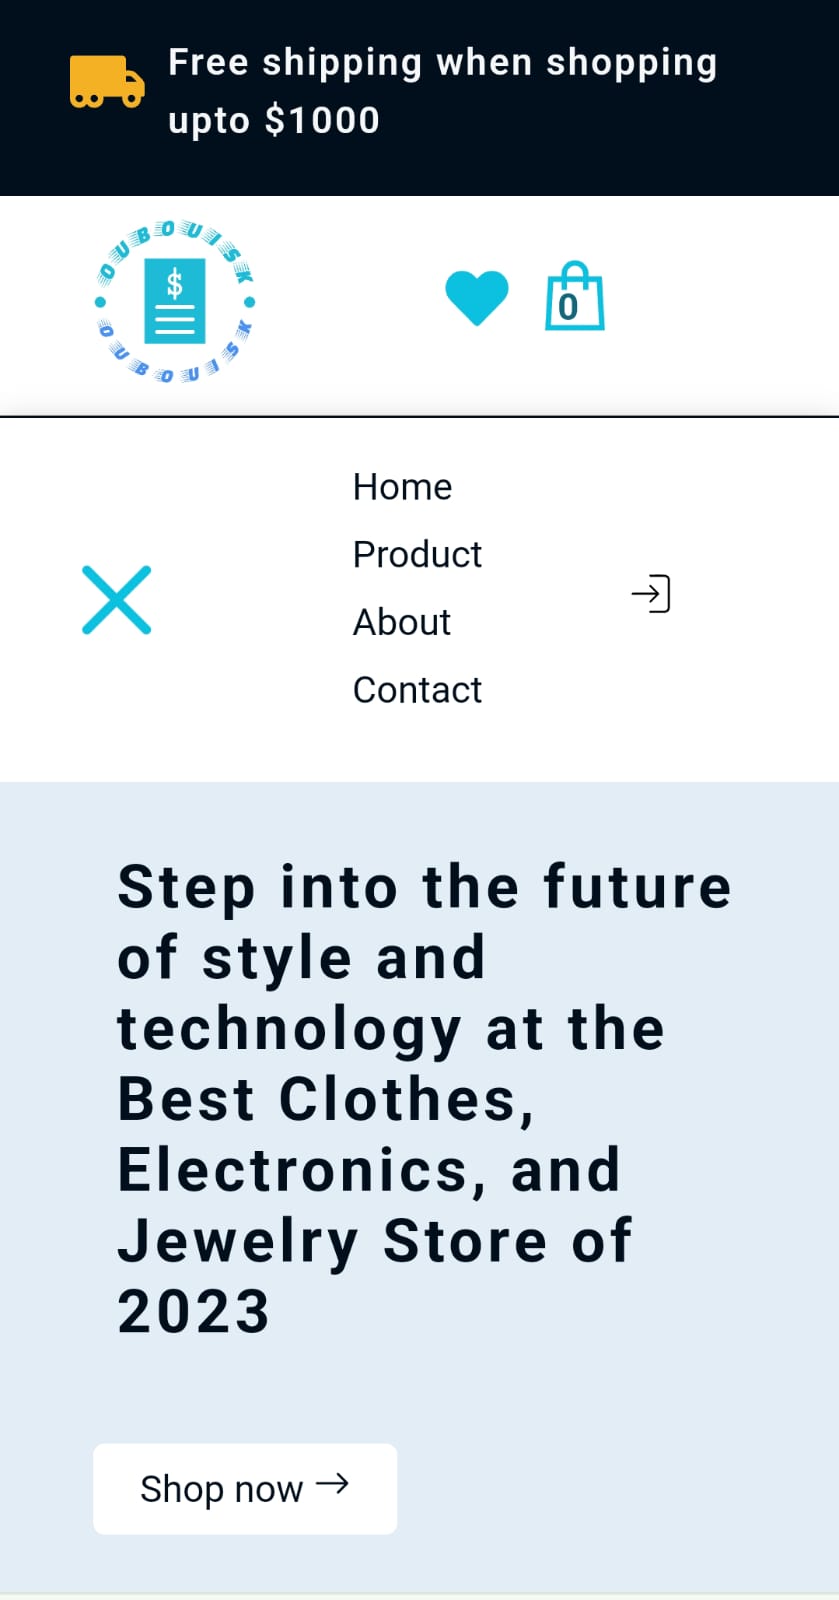 Free shipping when shopping
upto $1000
OUBOUISK
$
OUBOUISK
0
Home
Product
About
Contact
Step into the future
of style and
technology at the
Best Clothes,
Electronics, and
Jewelry Store of
2023
Shop now